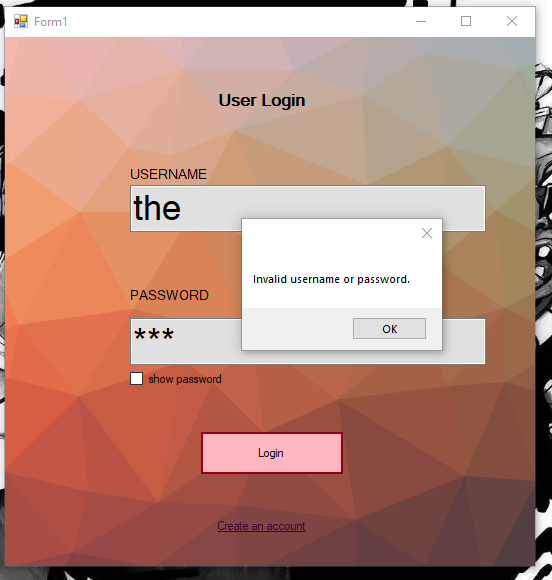 Form1
User Login
USERNAME
the
Invalid username or password.
OK
PASSWORD
***
show password
Login
Create an account